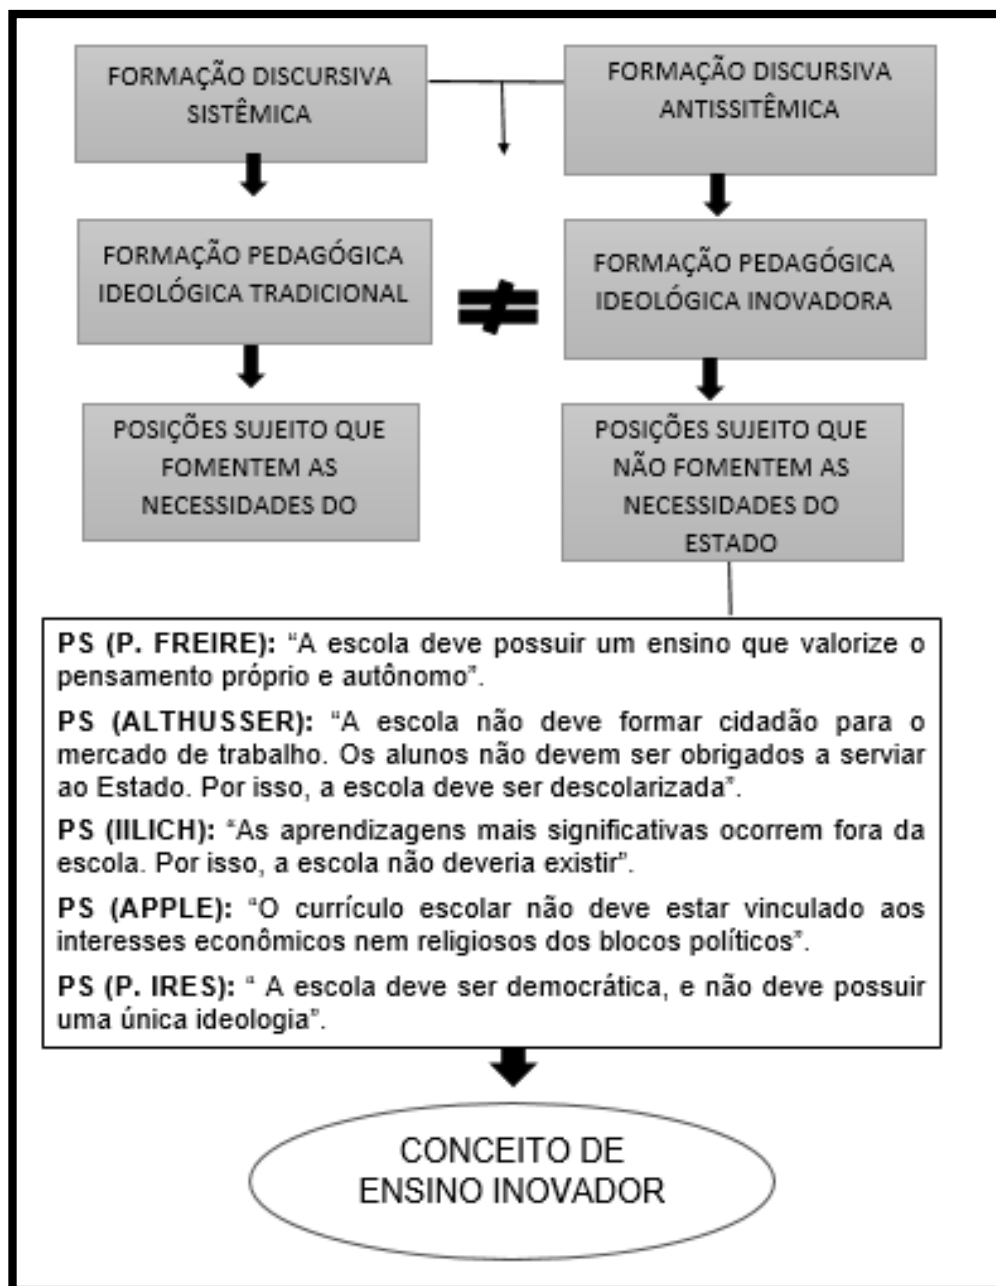 FORMAÇÃO DISCURSIVA
SISTÊMICA
FORMAÇÃO DISCURSIVA
ANTISSITÊMICA
FORMAÇÃO PEDAGÓGICA
IDEOLÓGICA TRADICIONAL
FORMAÇÃO PEDAGÓGICA
IDEOLÓGICA INOVADORA
POSIÇÕES SUJEITO QUE
FOMENTEM AS
NECESSIDADES DO
POSIÇÕES SUJEITO QUE
NÃO FOMENTEM AS
NECESSIDADES DO
ESTADO
PS (P. FREIRE): “A escola deve possuir um ensino que valorize o
pensamento próprio e autônomo”.
PS (ALTHUSSER): “A escola não deve formar cidadão para o
mercado de trabalho. Os alunos não devem ser obrigados a serviar
ao Estado. Por isso, a escola deve ser descolarizada”.
PS (IILICH): “As aprendizagens mais significativas ocorrem fora da
escola. Por isso, a escola não deveria existir”.
PS (APPLE): “O currículo escolar não deve estar vinculado aos
interesses econômicos nem religiosos dos blocos políticos”.
PS (P. IRES): “ A escola deve ser democrática, e não deve possuir
uma única ideologia”.
CONCEITO DE
ENSINO INOVADOR